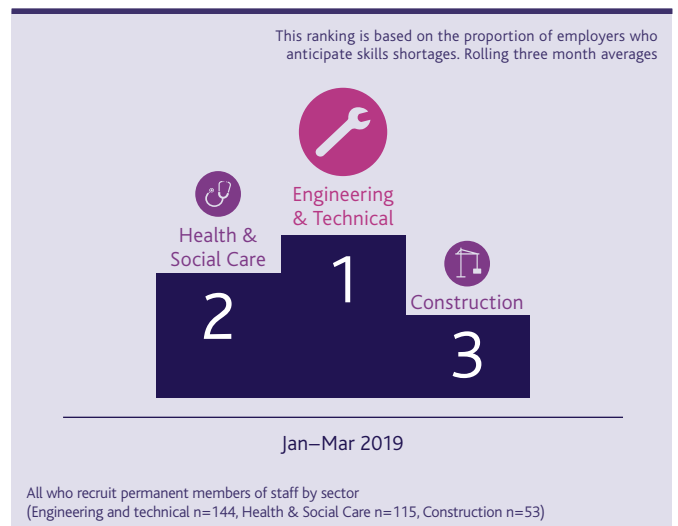 This ranking is based on the proportion of employers who
anticipate skills shortages. Rolling three month averages
Engineering
& Technical
Health &
Social Care
Construction
1
2
3
Jan–Mar 2019
All who recruit permanent members of staff by sector
(Engineering and technical n=144, Health & Social Care n=115, Construction n=53)